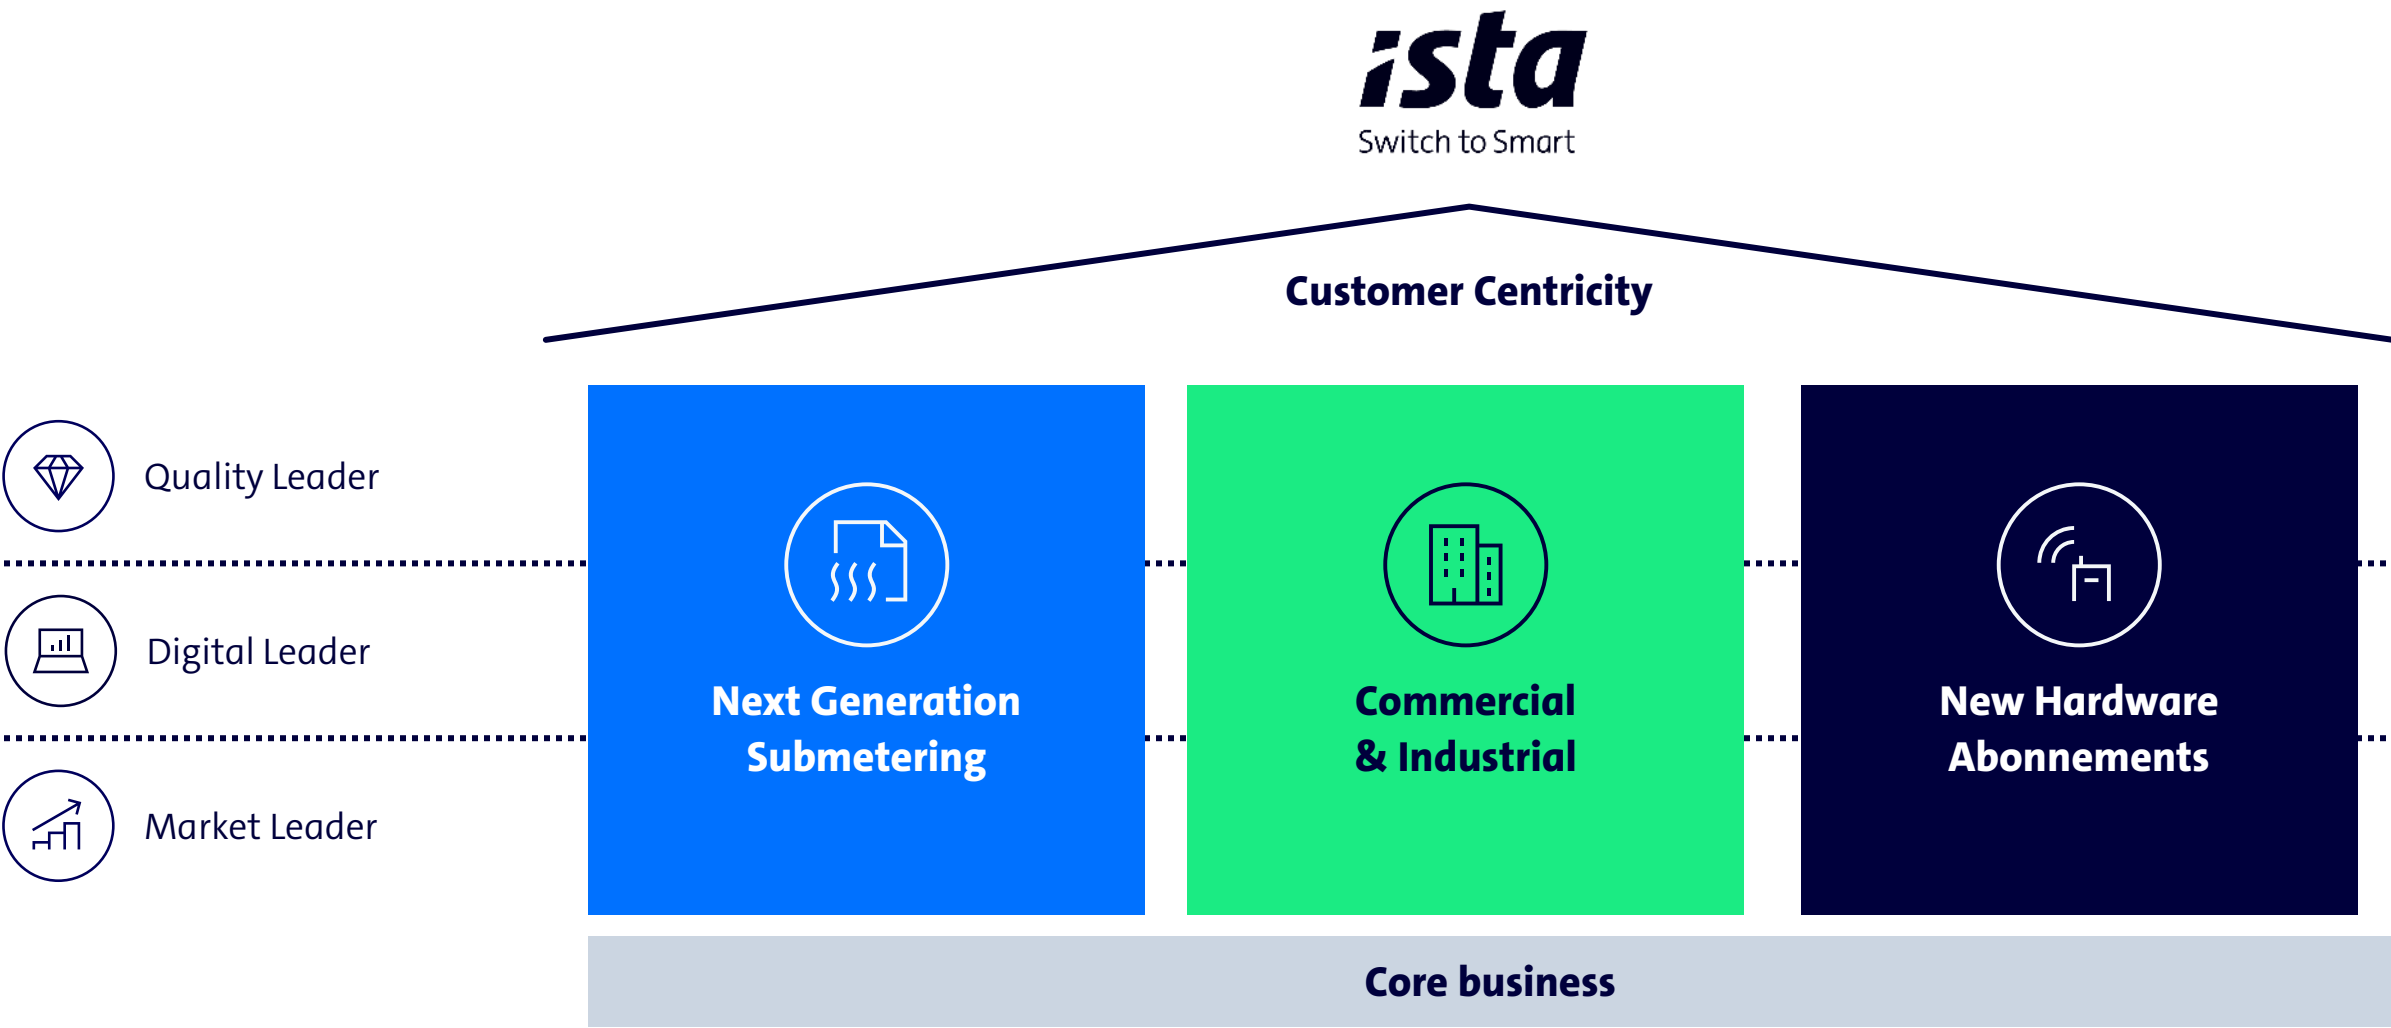 ista
Switch to Smart
Customer Centricity
Quality Leader
Digital Leader
Market Leader
Next Generation
Submetering
Commercial
& Industrial
New Hardware
Abonnements
Core business